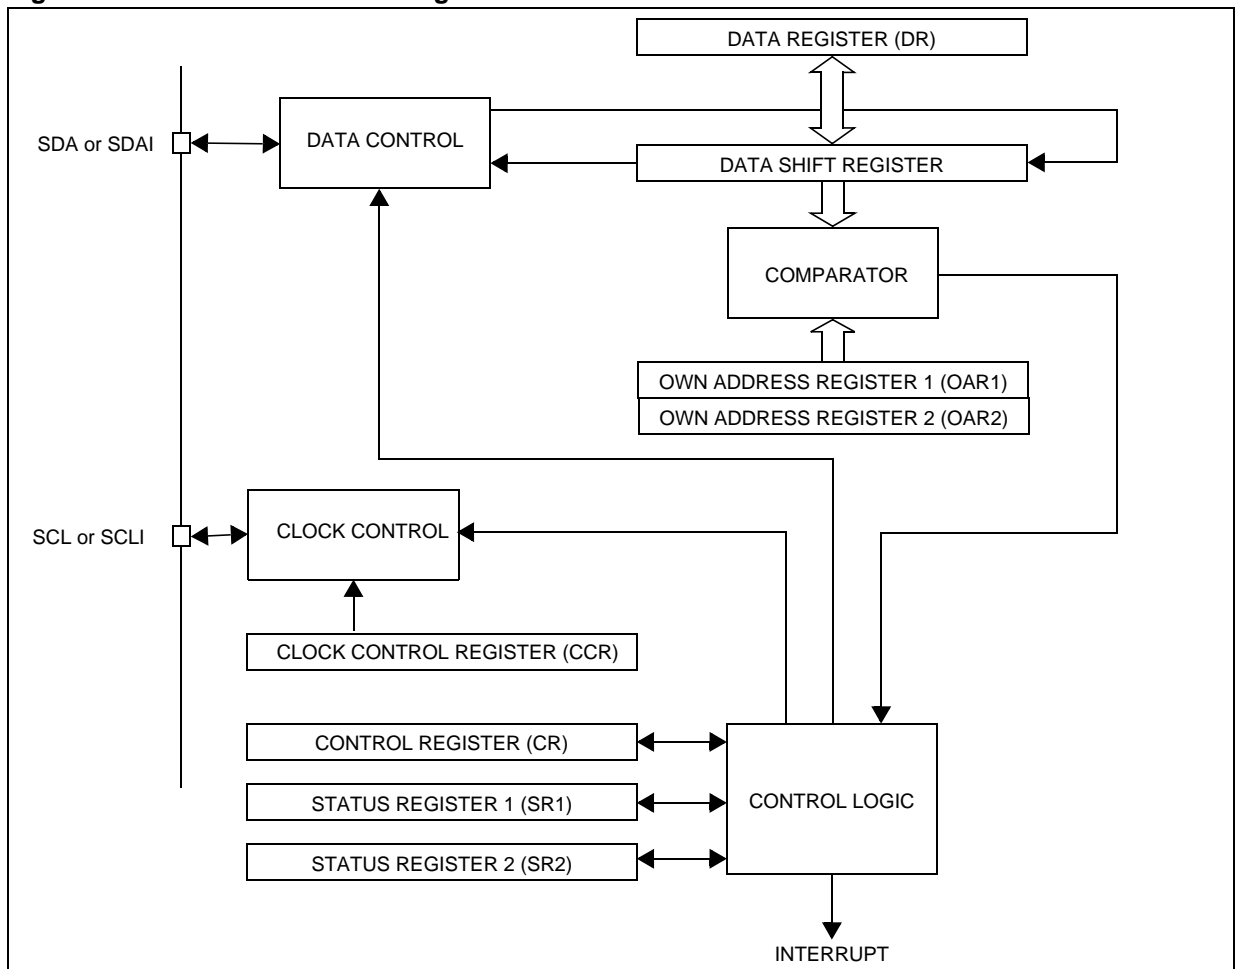 DATA REGISTER (DR)
SDA or SDAI
DATA CONTROL
DATA SHIFT REGISTER
COMPARATOR
OWN ADDRESS REGISTER 1 (OAR1)
OWN ADDRESS REGISTER 2 (OAR2)
SCL or SCLI
CLOCK CONTROL
CLOCK CONTROL REGISTER (CCR)
CONTROL REGISTER (CR)
STATUS REGISTER 1 (SR1)
CONTROL LOGIC
STATUS REGISTER 2 (SR2)
INTERRUPT